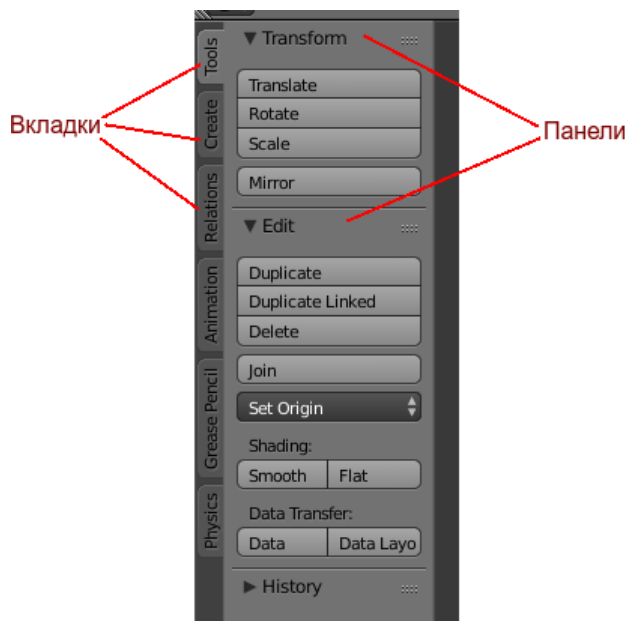 Вкладки
Tools
Create
Relations
Animation
Grease Pencil
Physics
Transform
Translate
Rotate
Scale
Mirror
Edit
Duplicate
Duplicate Linked
Delete
Join
Set Origin
Shading:
Smooth Flat
Data Transfer:
Data Data Layo
History
Панели